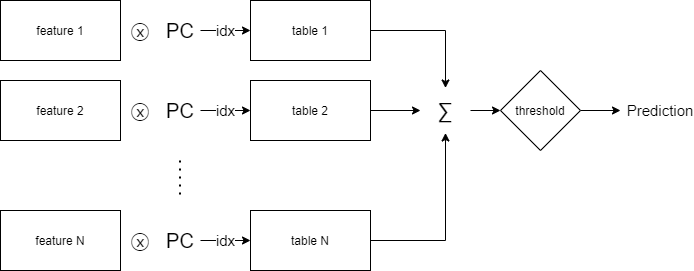 feature 1 ⓧ PC idx table 1
feature 2 ⓧ PC idx table 2 ∑ threshold Prediction
feature N ⓧ PC idx table N